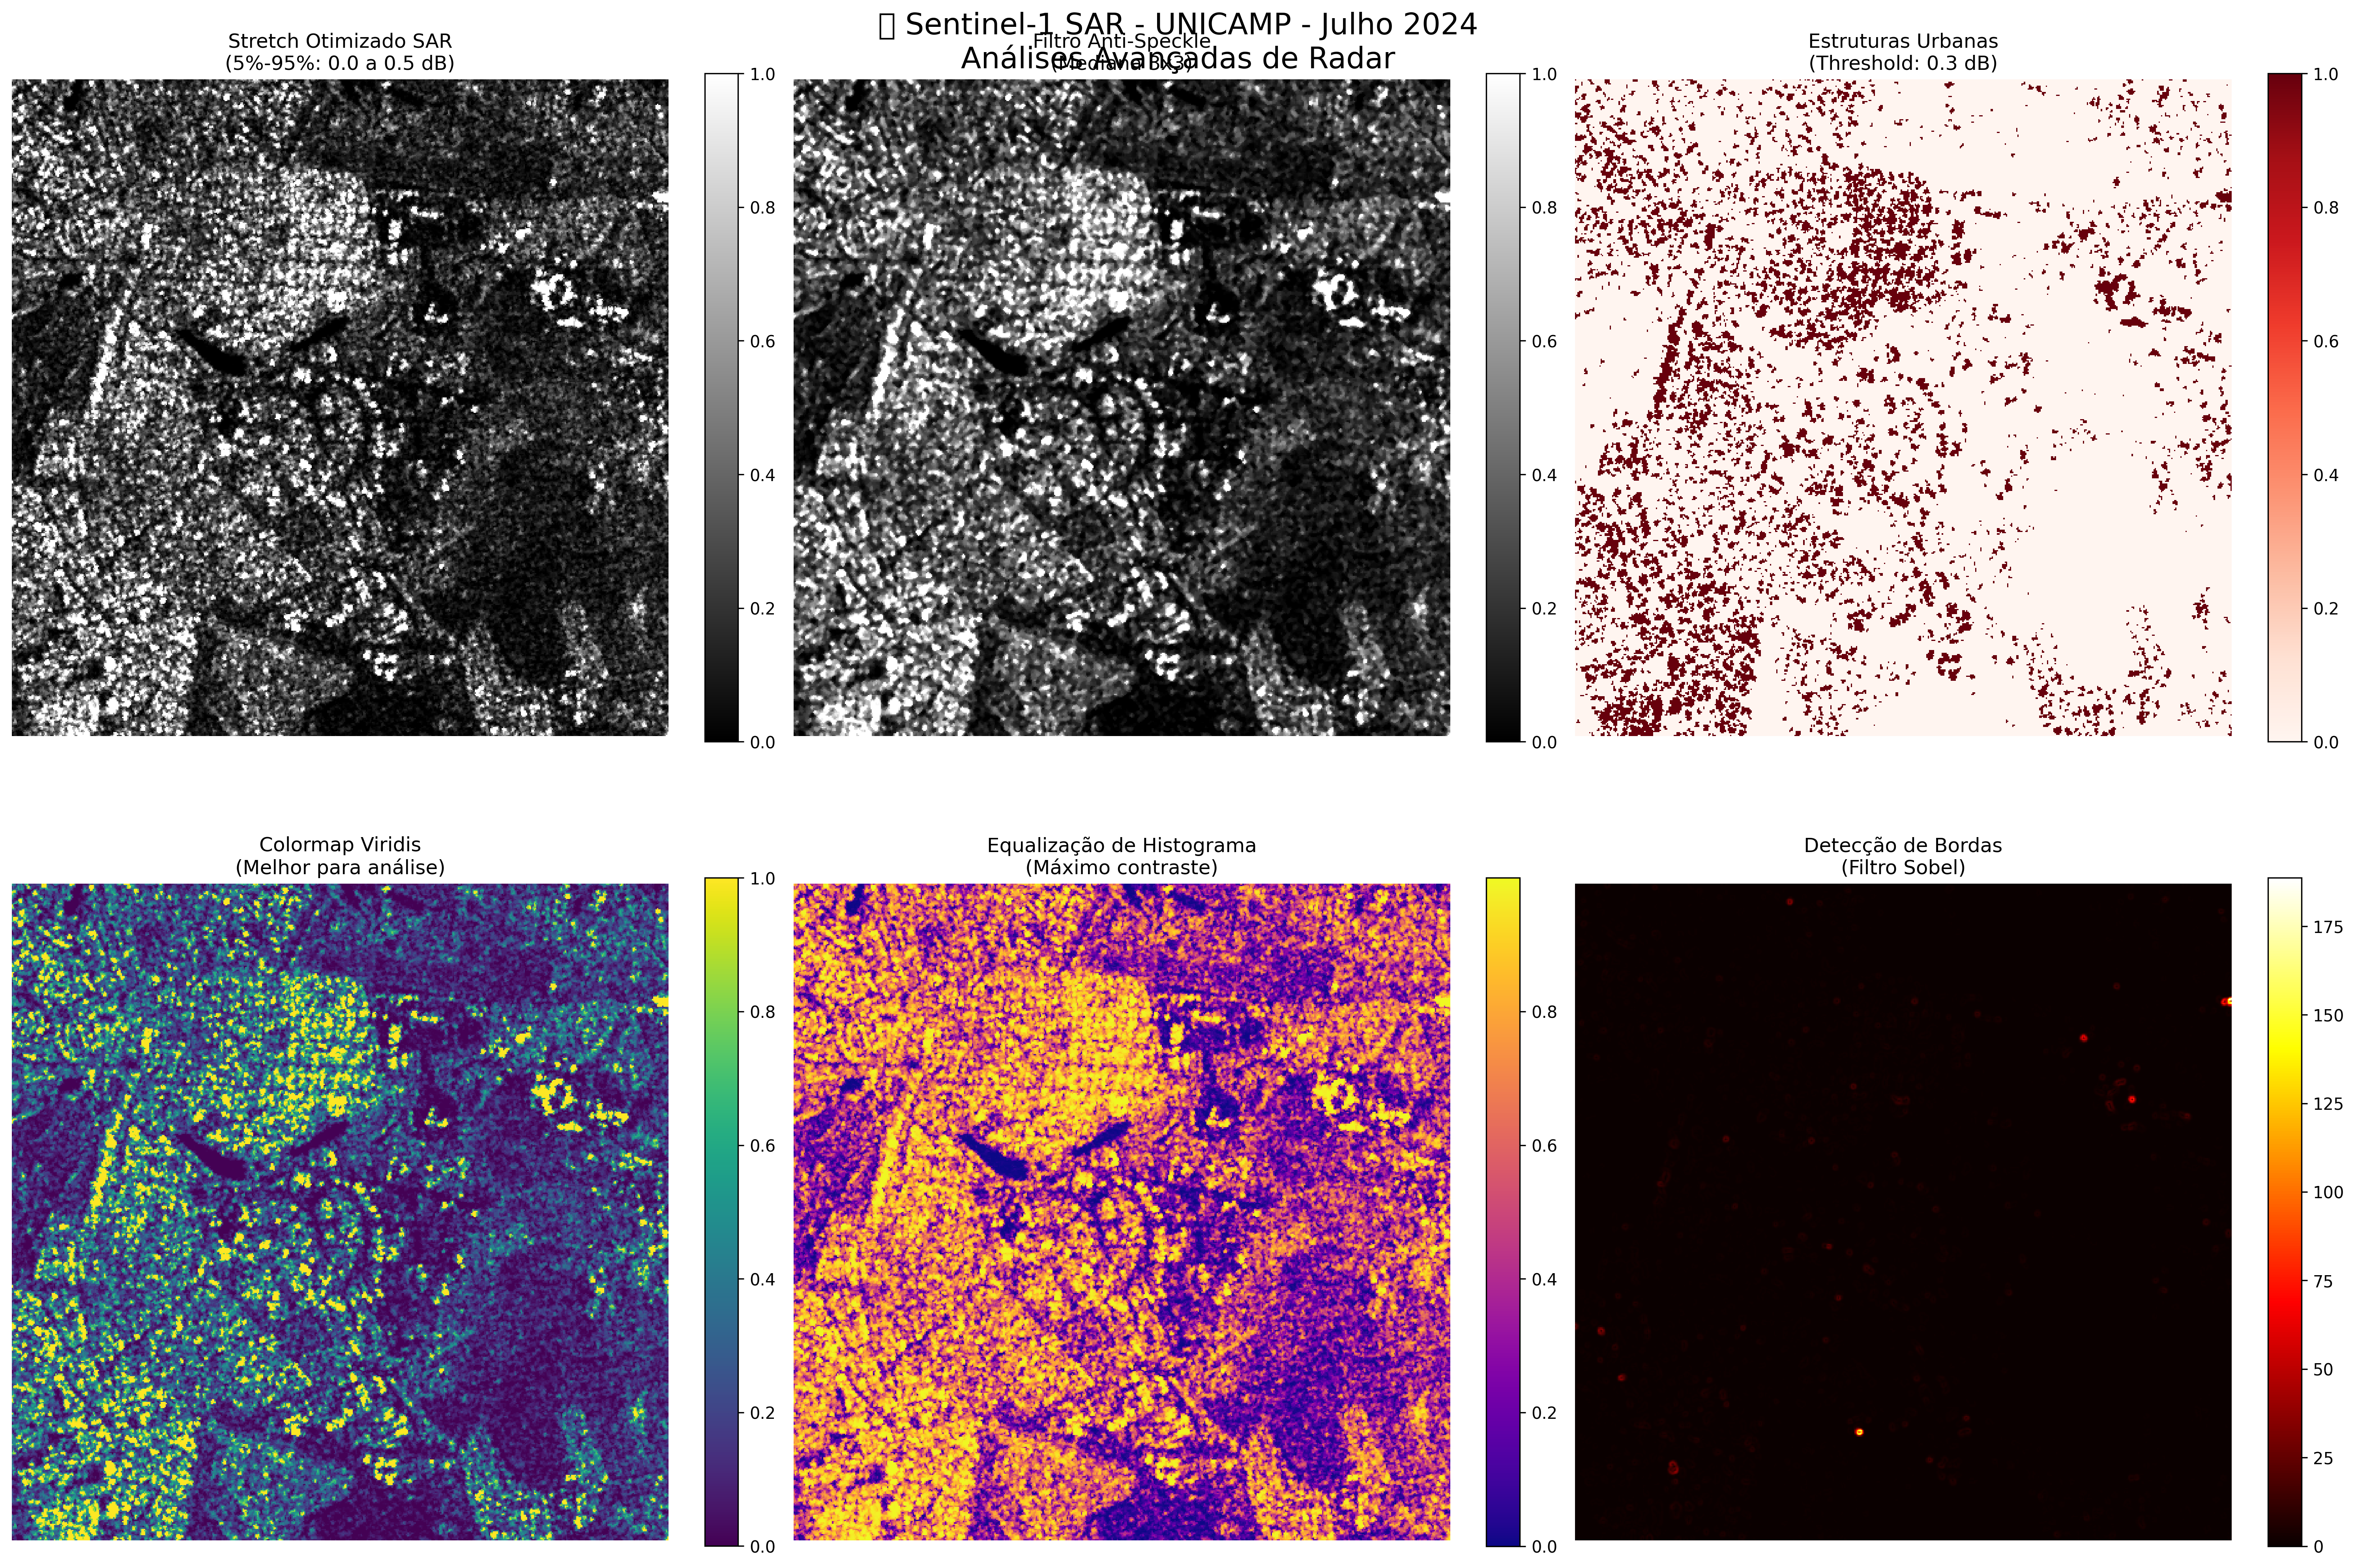 Sentinel-1 SAR - UNICAMP - Julho 2024
Análises Avançadas de Radar
Stretch Otimizado SAR
(5%-95%: 0.0 a 0.5 dB)
1.0
0.8
0.6
0.4
0.2
0.0
Filtro Anti-Speckle
(Mediana 3x3)
1.0
0.8
0.6
0.4
0.2
0.0
Estruturas Urbanas
(Threshold: 0.3 dB)
1.0
0.8
0.6
0.4
0.2
0.0
Colormap Viridis
(Melhor para análise)
1.0
0.8
0.6
0.4
0.2
0.0
Equalização de Histograma
(Máximo contraste)
0.8
0.6
0.4
0.2
0.0
Detecção de Bordas
(Filtro Sobel)
175
150
125
100
75
50
25
0